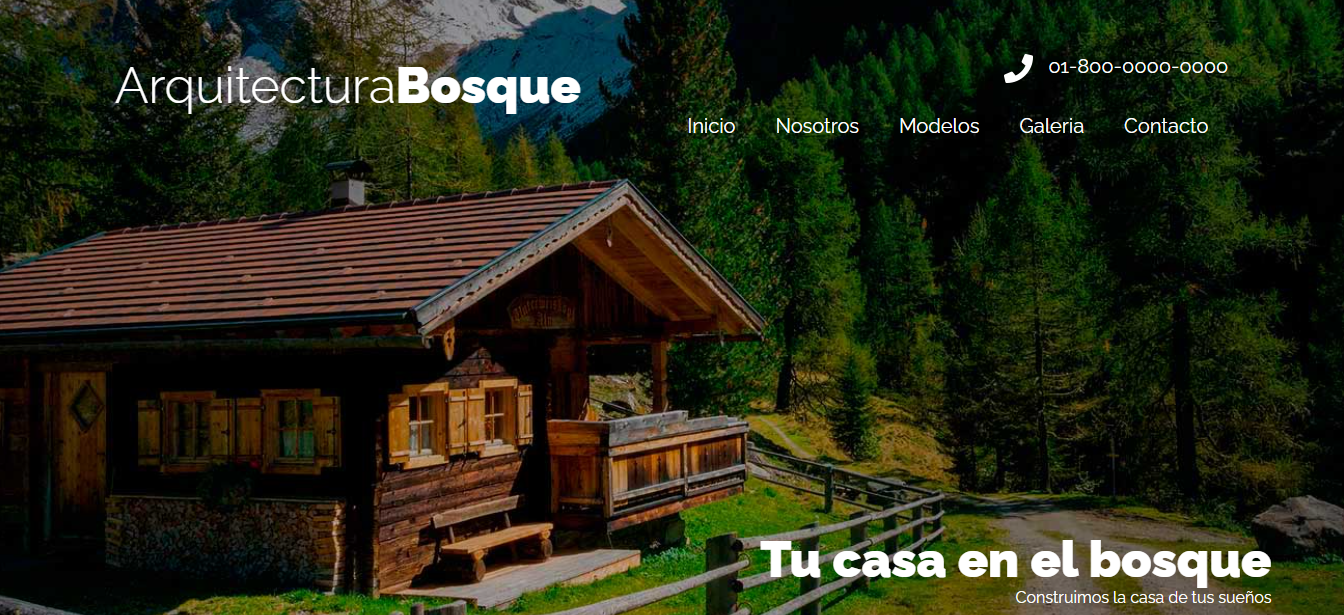 ArquitecturaBosque
01-800-0000-0000
Inicio Nosotros Modelos Galeria Contacto
Tu casa en el bosque
Construimos la casa de tus sueños